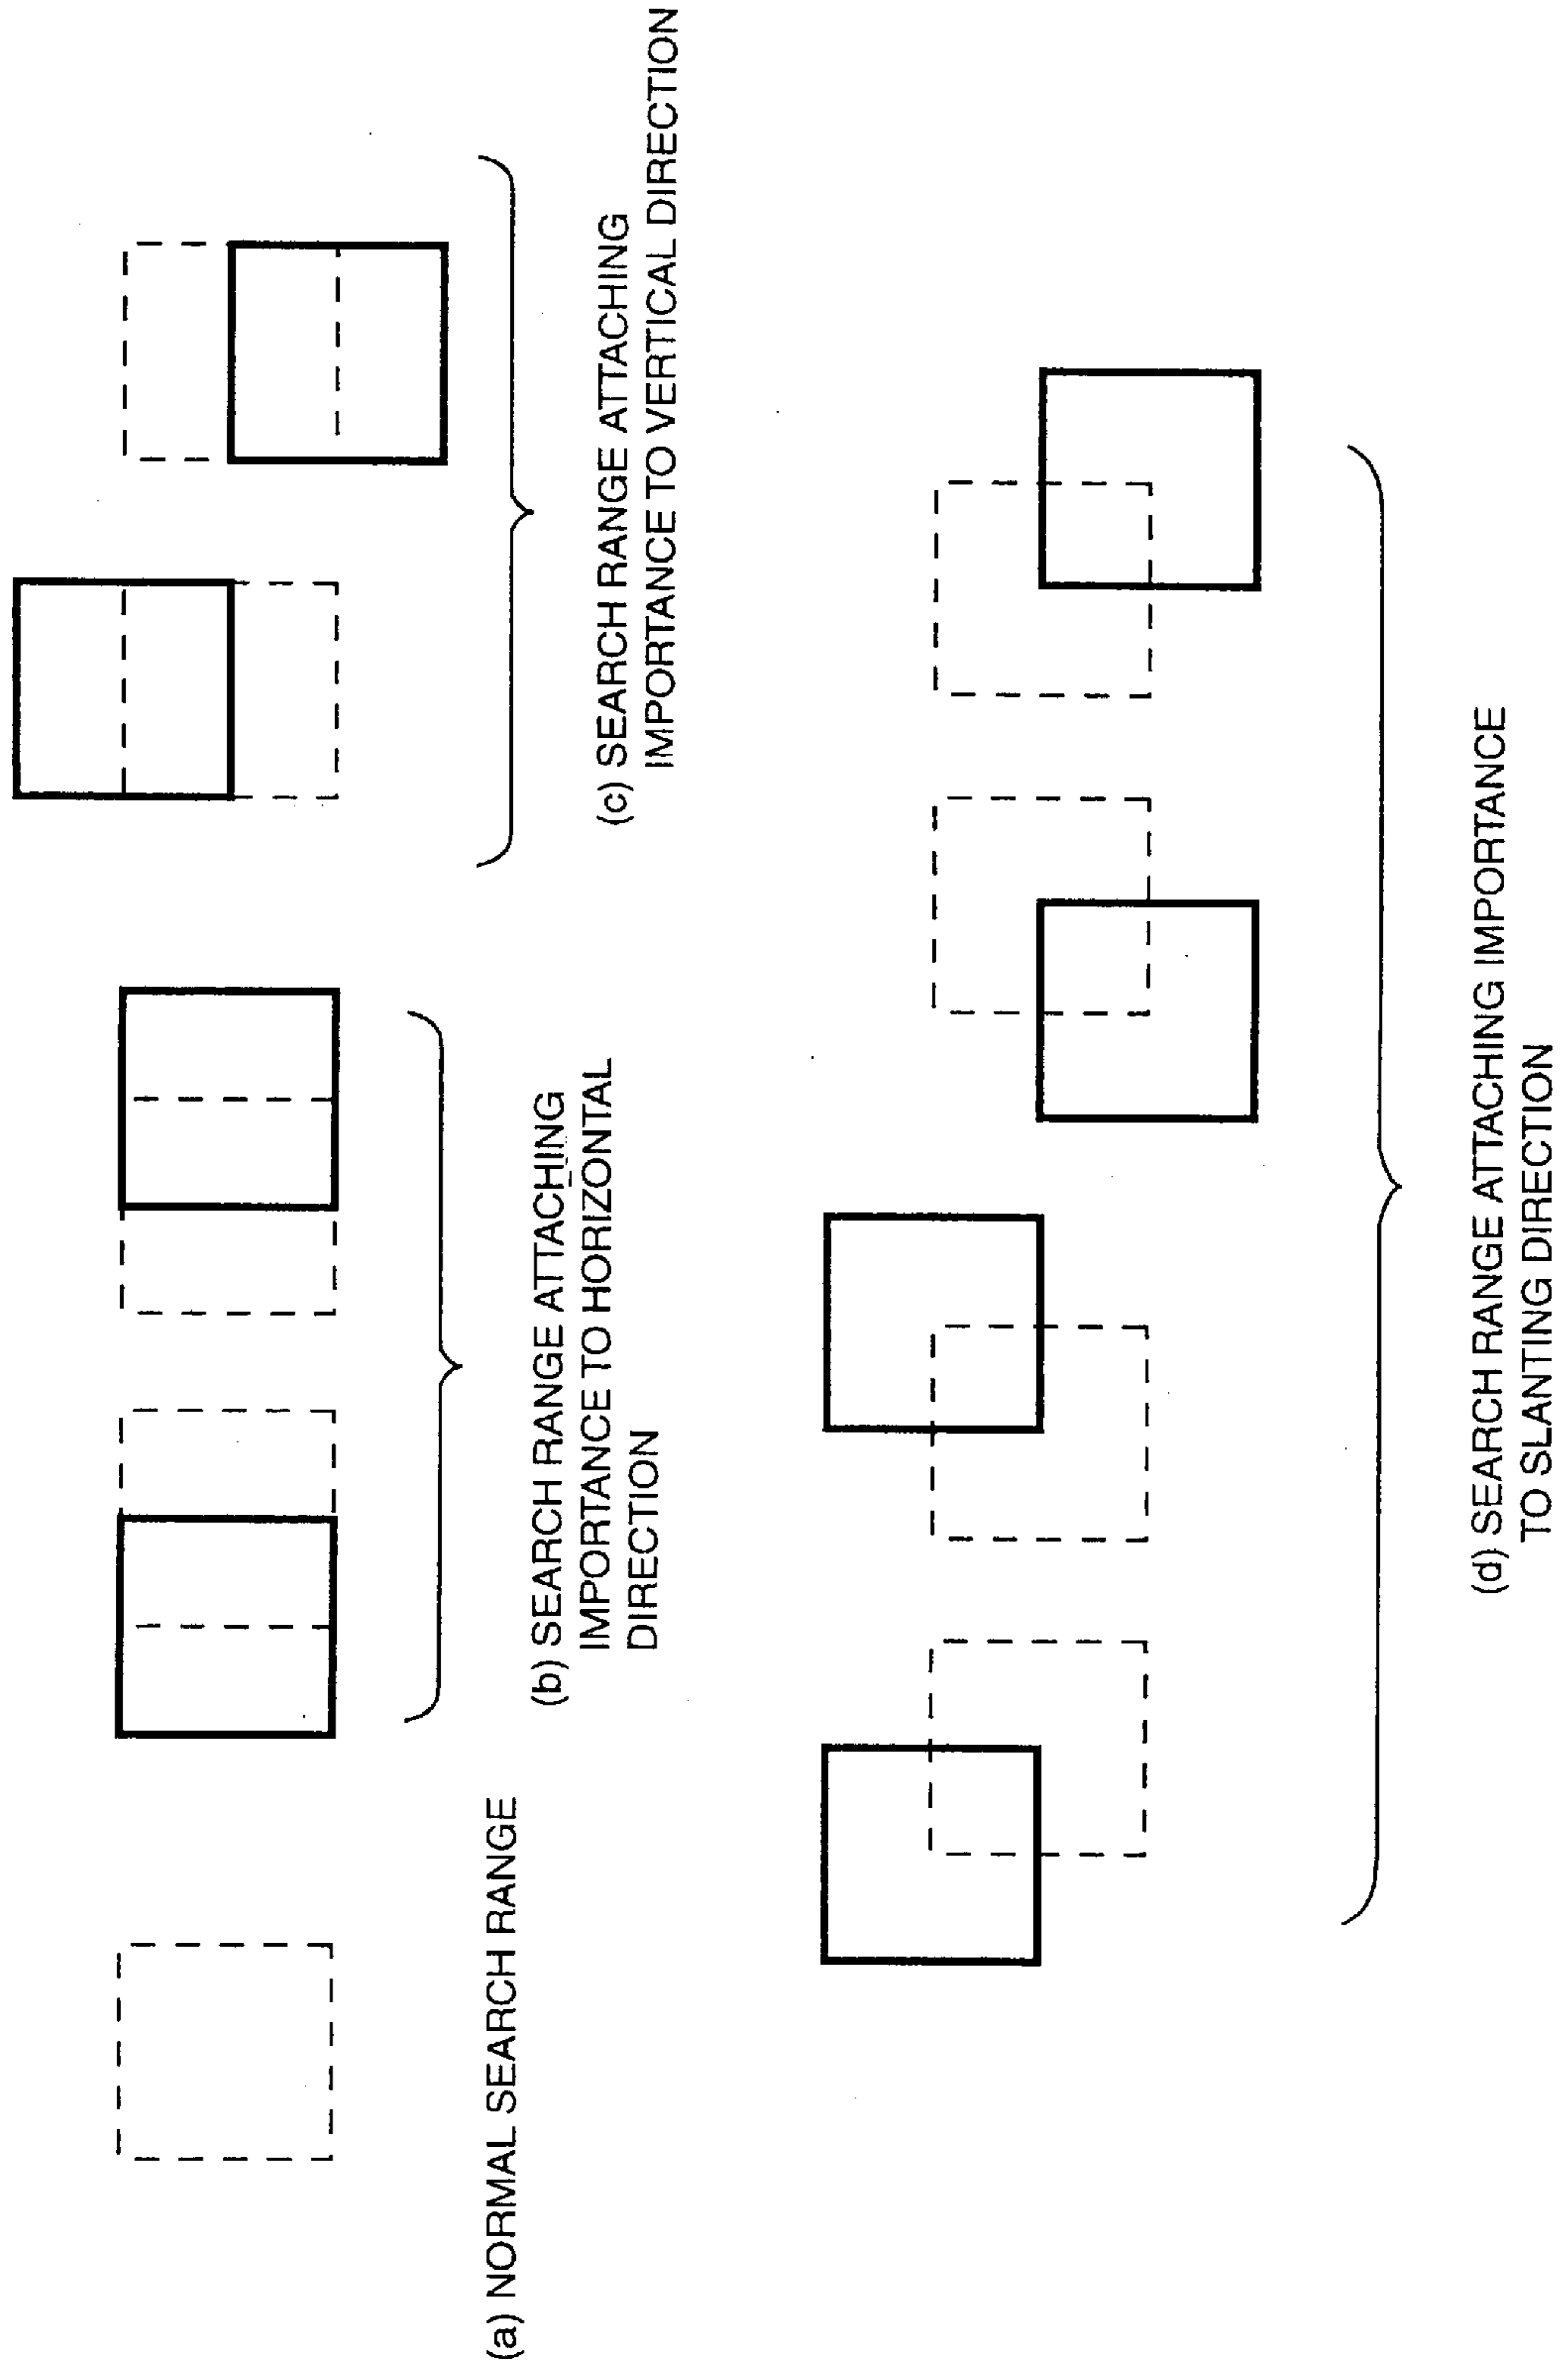 (a) NORMAL SEARCH RANGE
(b) SEARCH RANGE ATTACHING
IMPORTANCE TO HORIZONTAL
DIRECTION
(c) SEARCH RANGE ATTACHING
IMPORTANCE TO VERTICAL DIRECTION
(d) SEARCH RANGE ATTACHING IMPORTANCE
TO SLANTING DIRECTION